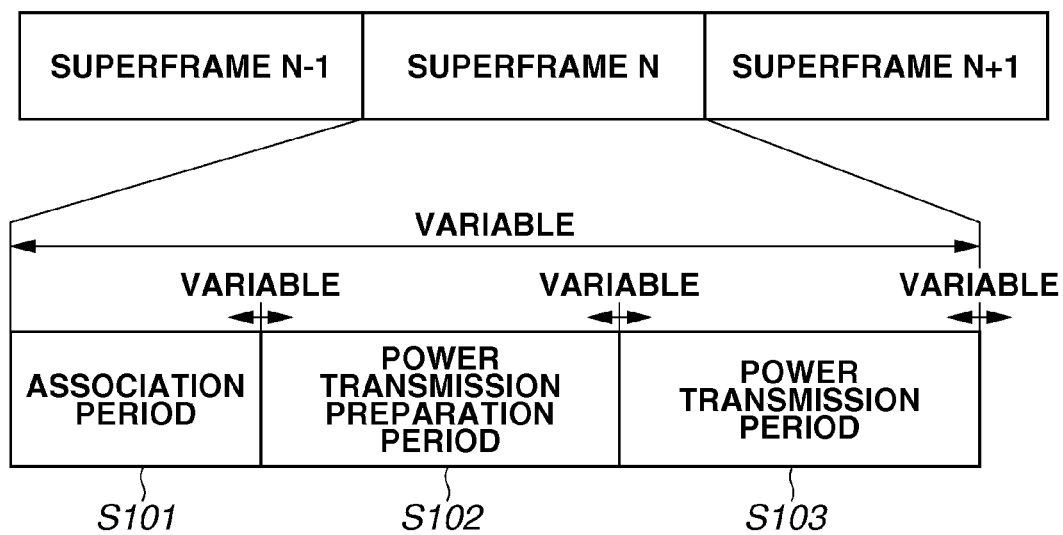 SUPERFRAME N-1
SUPERFRAME N
SUPERFRAME N+1
VARIABLE
VARIABLE
VARIABLE
VARIABLE
ASSOCIATION
PERIOD
POWER
TRANSMISSION
PREPARATION
PERIOD
POWER
TRANSMISSION
PERIOD
S101
S102
S103